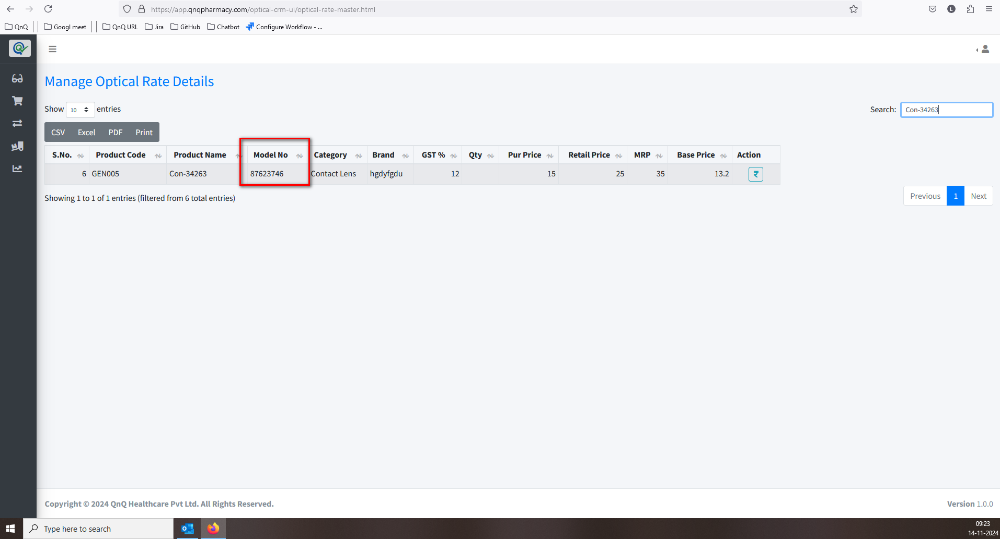 https://app.qnqpharmacy.com/optical-crm-ui/optical-rate-master.html
L
QnQ Googl meet QnQ URL Jira GitHub Chatbot Configure Workflow - ...
Manage Optical Rate Details
Show 10 entries Search: Con-34263
CSV Excel PDF Print
S.No. Product Code Product Name Model No Category Brand GST % Qty Pur Price Retail Price MRP Base Price Action
6 GEN005 Con-34263 87623746 Contact Lens hgdyfgdu 12 15 25 35 13.2 ₹
Showing 1 to 1 of 1 entries (filtered from 6 total entries) Previous 1 Next
Copyright © 2024 QnQ Healthcare Pvt Ltd. All Rights Reserved. Version 1.0.0
Type here to search
09:23
14-11-2024